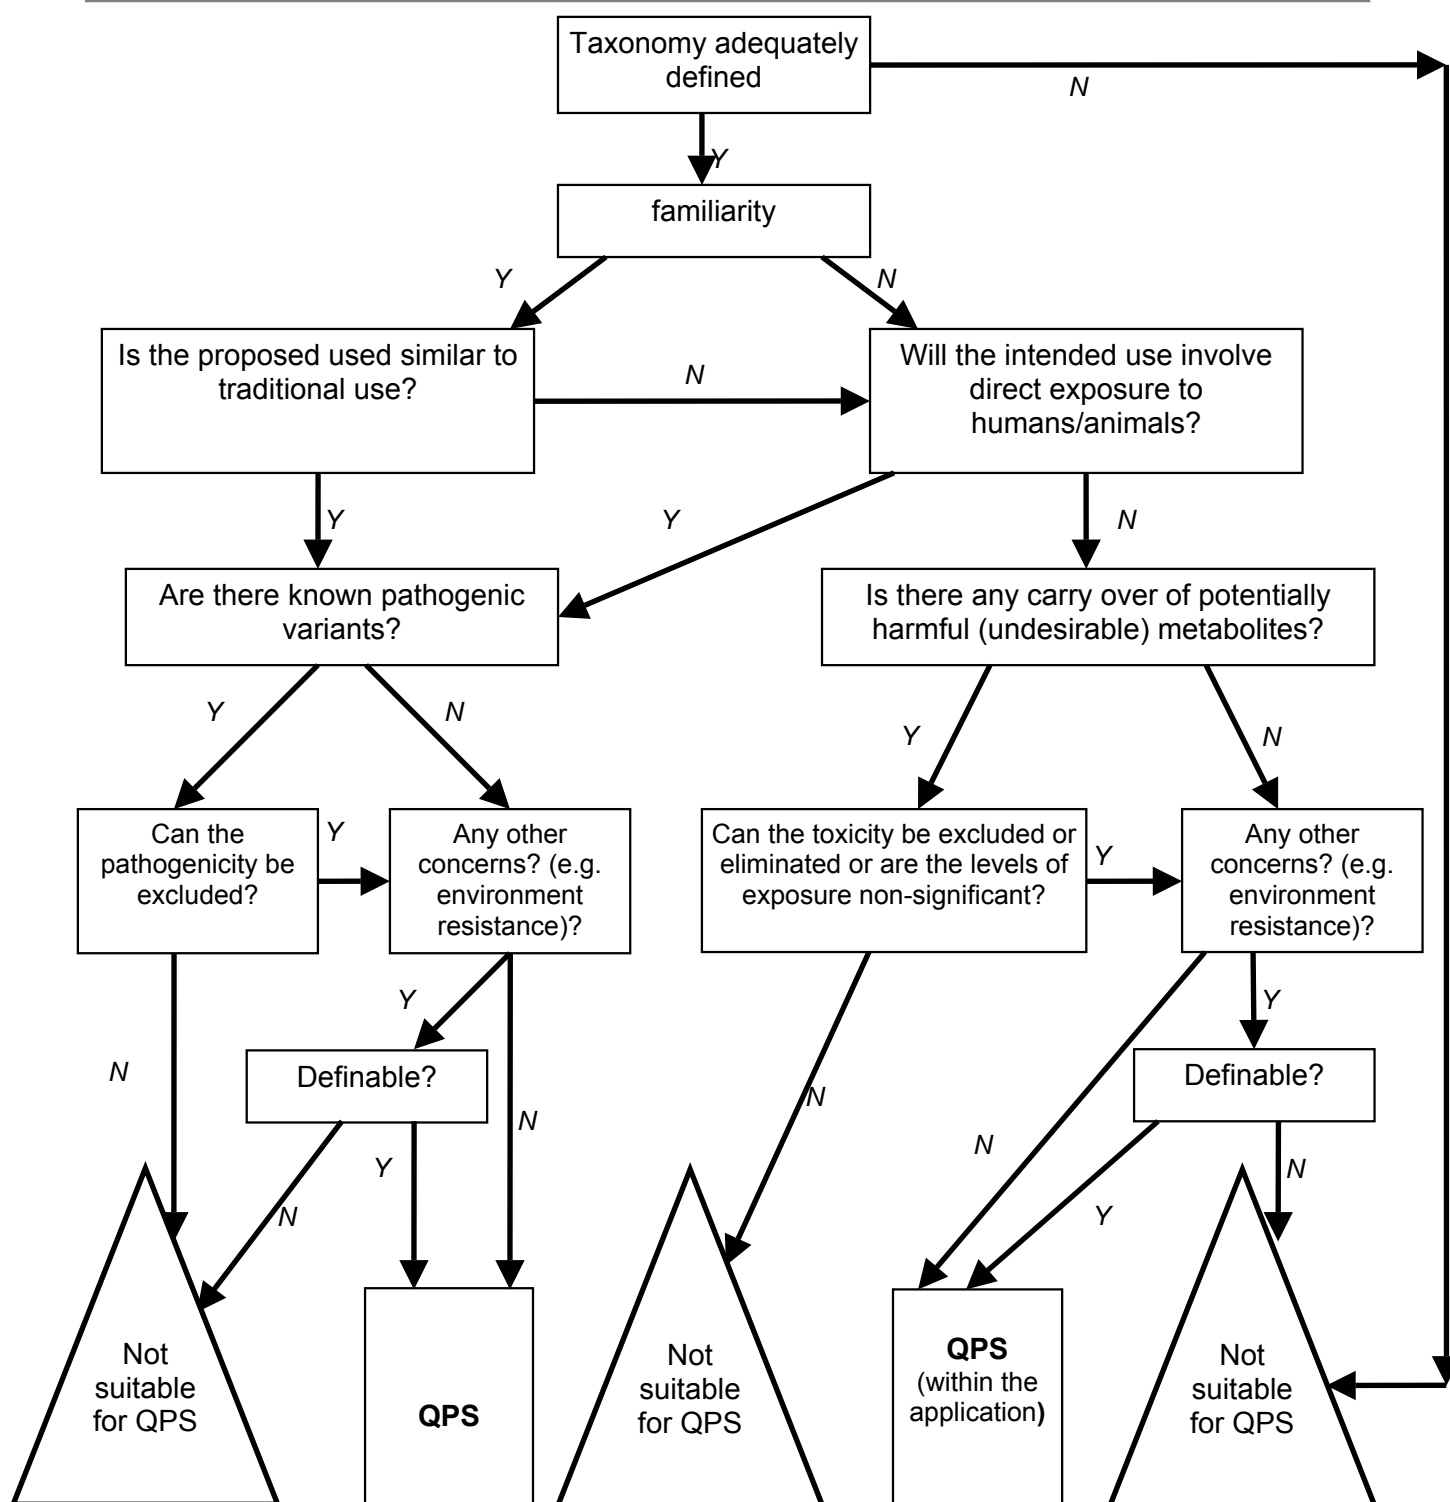 Taxonomy adequately
defined
N
Y
familiarity
Y
N
Is the proposed used similar to
traditional use?
N
Will the intended use involve
direct exposure to
humans/animals?
Y
Y
N
Are there known pathogenic
variants?
Is there any carry over of potentially
harmful (undesirable) metabolites?
Y
N
Y
N
Can the
pathogenicity be
excluded?
Y
Any other
concerns? (e.g.
environment
resistance)?
Can the toxicity be excluded or
eliminated or are the levels of
exposure non-significant?
Y
Any other
concerns? (e.g.
environment
resistance)?
Y
Y
N
Definable?
N
N
Definable?
N
Y
N
N
Y
N
Not
suitable
for QPS
QPS
Not
suitable
for QPS
QPS
(within the
application)
Not
suitable
for QPS